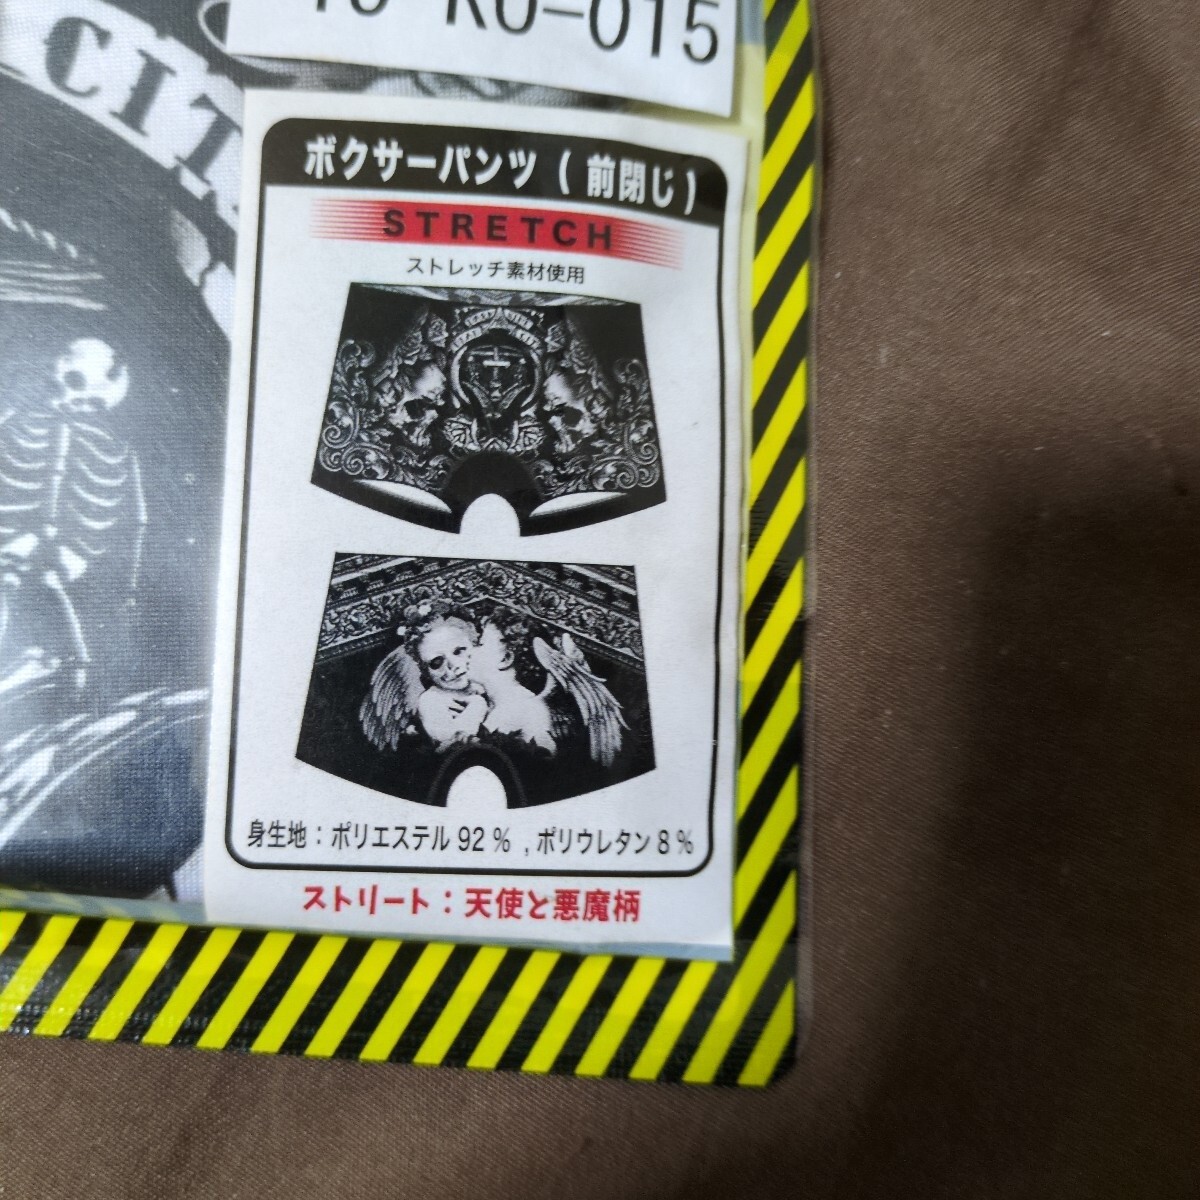 RO-015
CIT
ボクサーパンツ ( 前閉じ )
STRETCH
ストレッチ素材使用
身生地 : ポリエステル 92 % , ポリウレタン 8 %
ストリート : 天使と悪魔柄